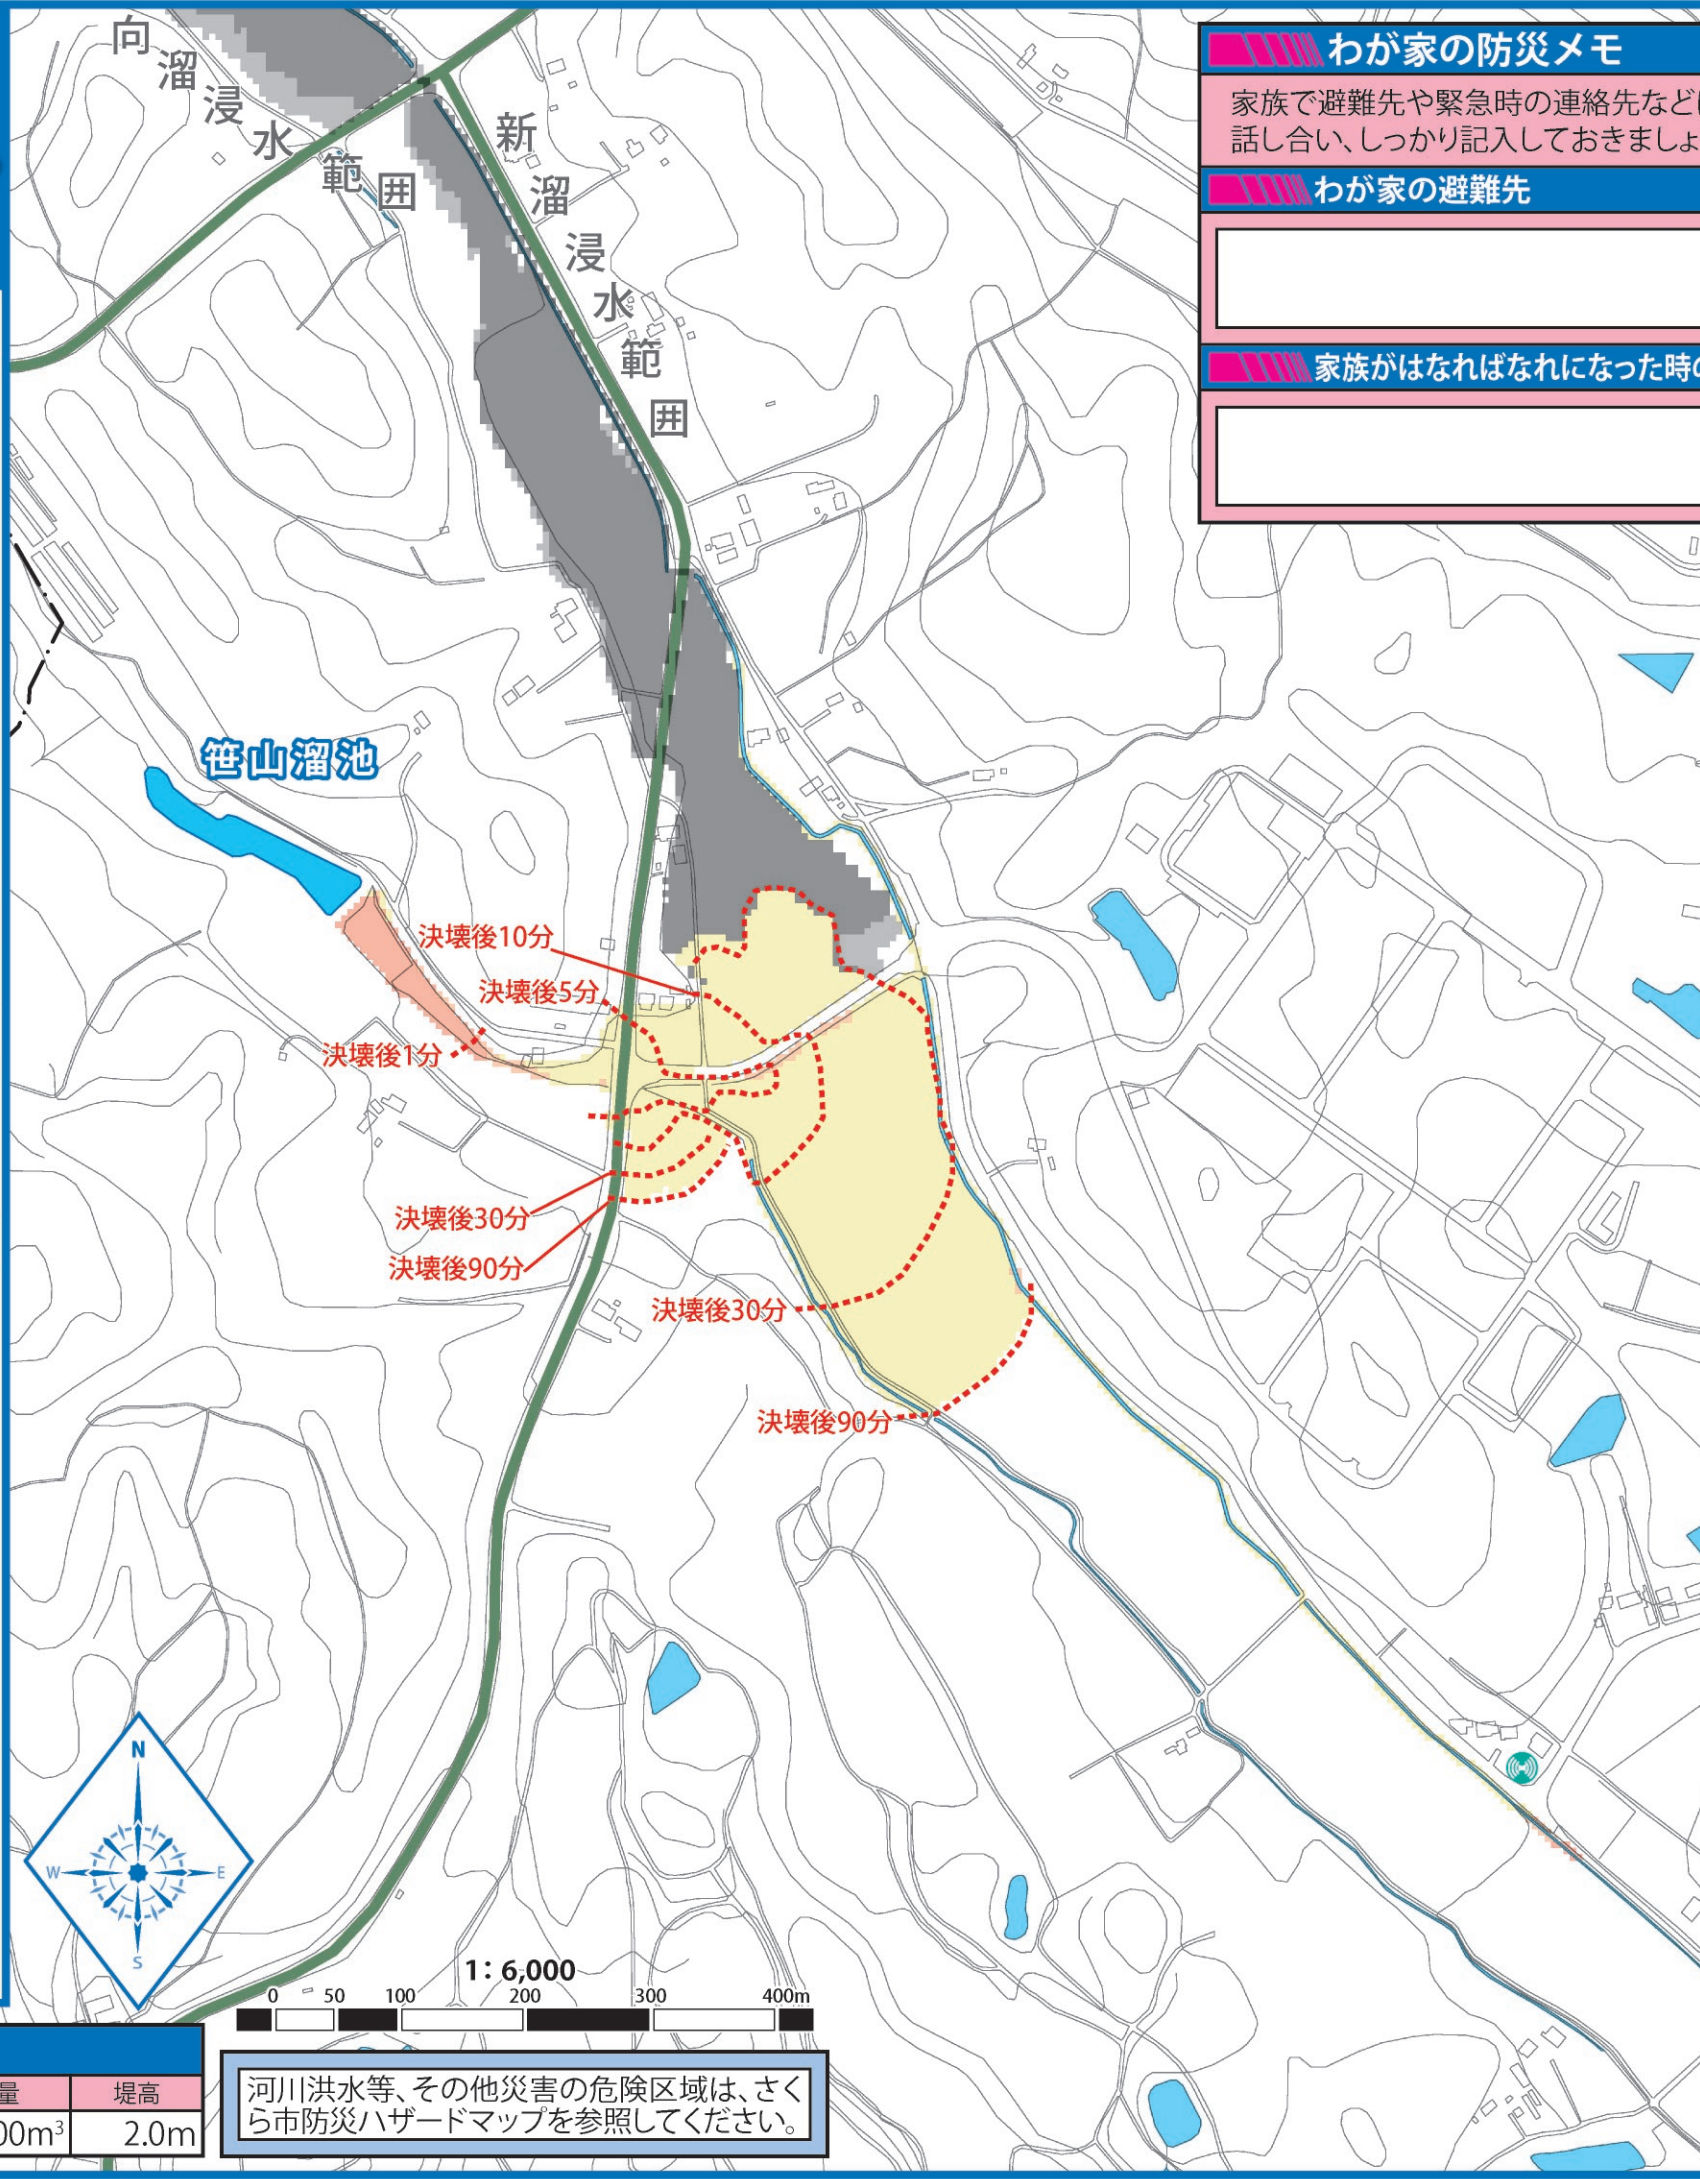 向溜浸水範囲
新溜浸水範囲
わが家の防災メモ
家族で避難先や緊急時の連絡先など
話し合い、しっかり記入しておきましょ
わが家の避難先
家族がはなればなれになった時
笹山溜池
決壊後10分
決壊後5分
決壊後1分
決壊後30分
決壊後90分
決壊後30分
決壊後90分
N
W
E
S
1：6,000
0 50 100 200 300 400m
量 堤高
00m³ 2.0m
河川洪水等、その他災害の危険区域は、さく
ら市防災ハザードマップを参照してください。